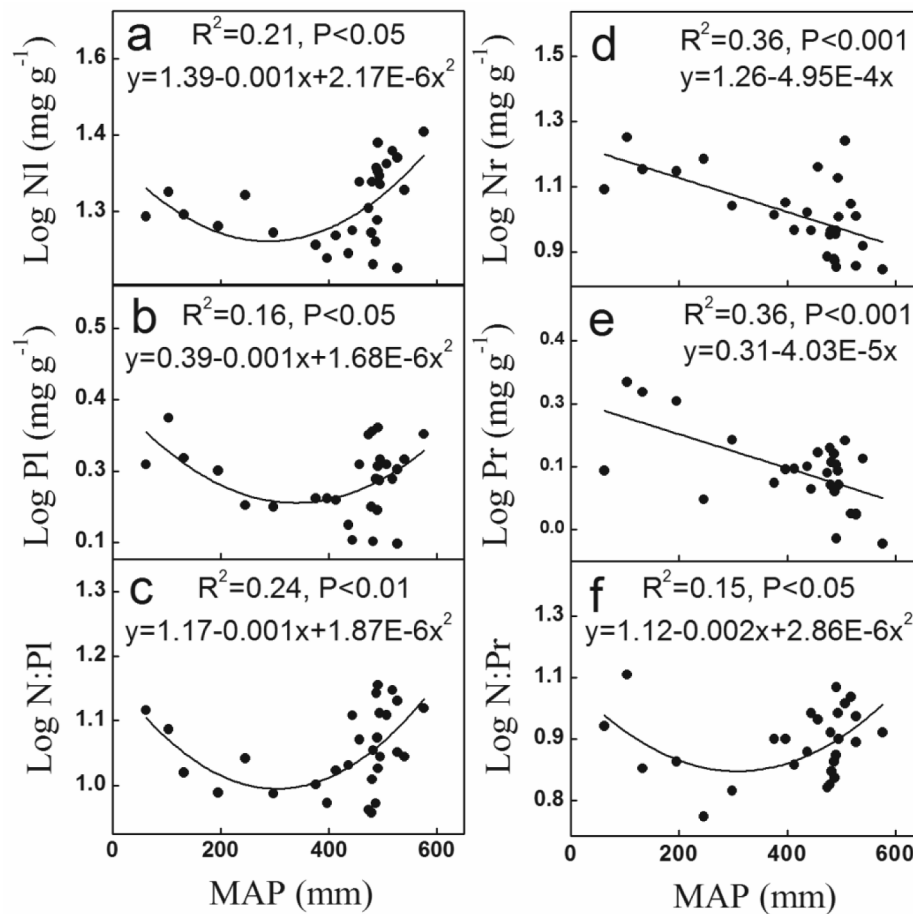 a
R²=0.21, P<0.05
y=1.39-0.001x+2.17E-6x²
Log Nl (mg g⁻¹)
1.6
1.4
1.3
b
R²=0.16, P<0.05
y=0.39-0.001x+1.68E-6x²
Log Pl (mg g⁻¹)
0.5
0.4
0.3
0.1
c
R²=0.24, P<0.01
y=1.17-0.001x+1.87E-6x²
Log N:Pl
1.2
1.1
1.1
1.0
0 200 400 600
MAP (mm)
d
R²=0.36, P<0.001
y=1.26-4.95E-4x
Log Nr (mg g⁻¹)
1.5
1.3
1.1
0.9
e
R²=0.36, P<0.001
y=0.31-4.03E-5x
Log Pr (mg g⁻¹)
0.4
0.3
0.1
0.0
f
R²=0.15, P<0.05
y=1.12-0.002x+2.86E-6x²
Log N:Pr
1.3
1.1
0.9
0.8
0 200 400 600
MAP (mm)